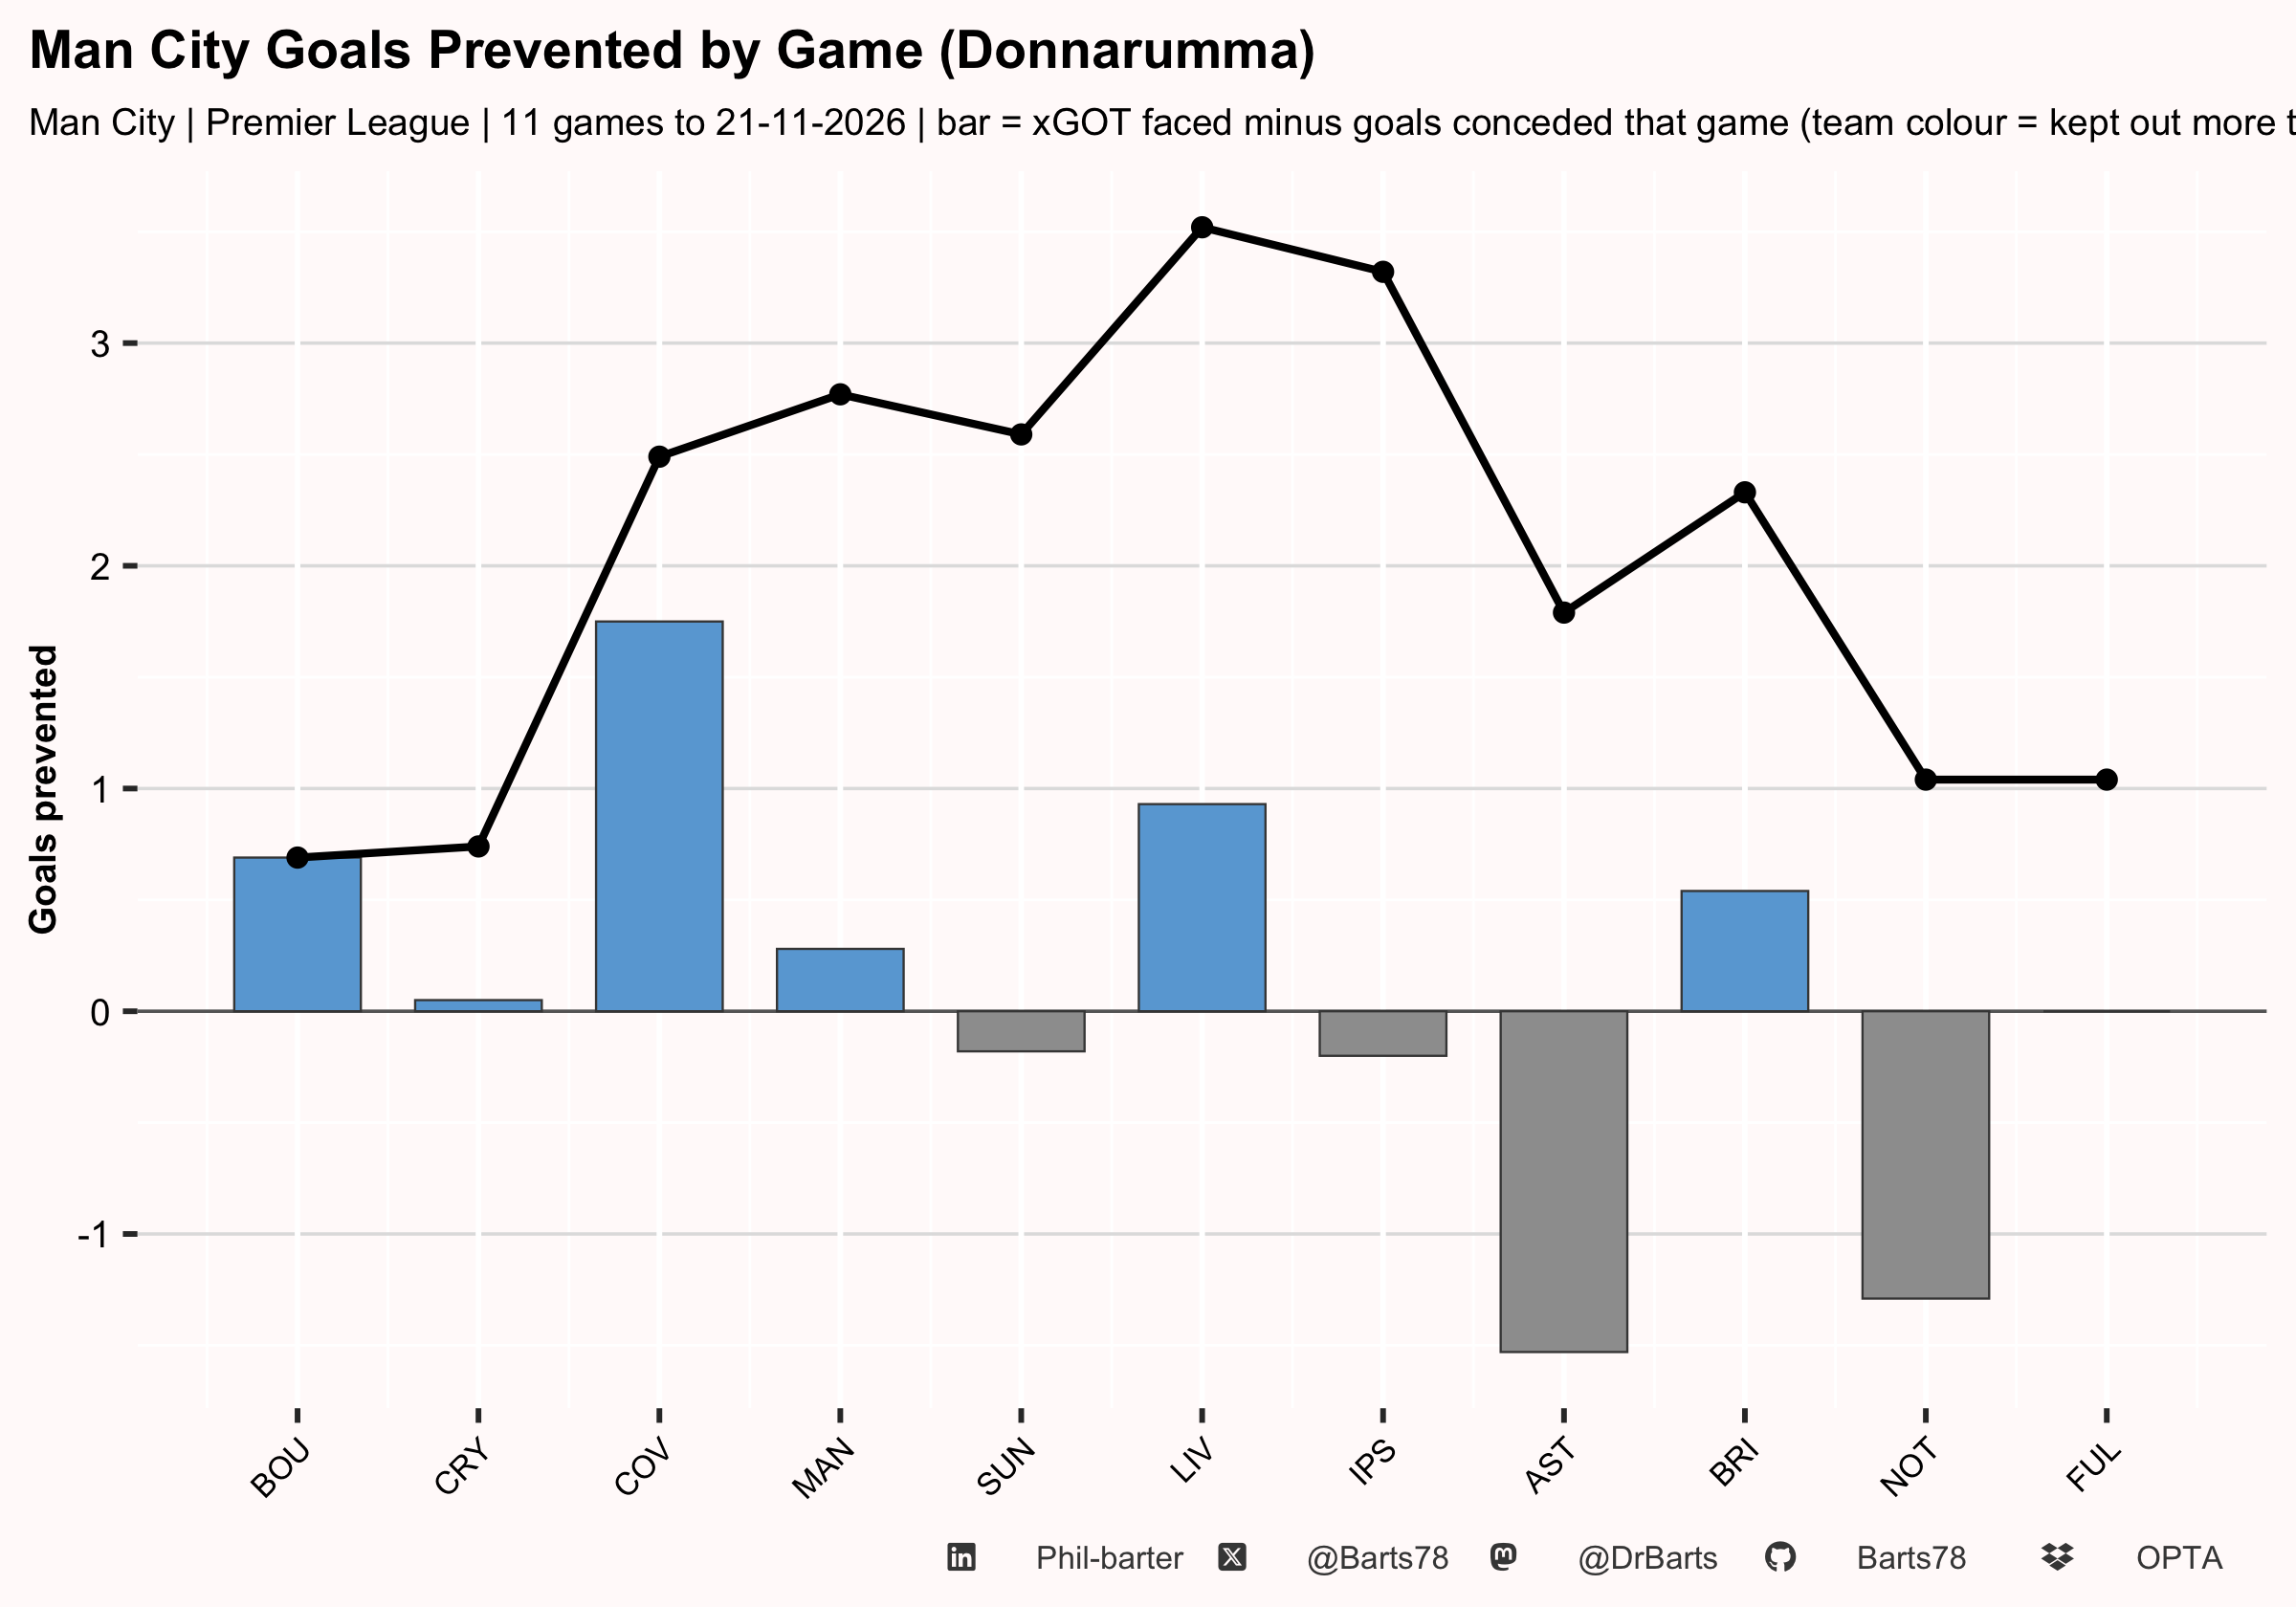 Man City Goals Prevented by Game (Donnarumma)
Man City | Premier League | 11 games to 21-11-2026 | bar = xGOT faced minus goals conceded that game (team colour = kept out more t
Goals prevented
3
2
1
0
-1
BOU CRY COV MAN SUN LIV IPS AST BRI NOT FUL
Phil-barter @Barts78 @DrBarts Barts78 OPTA